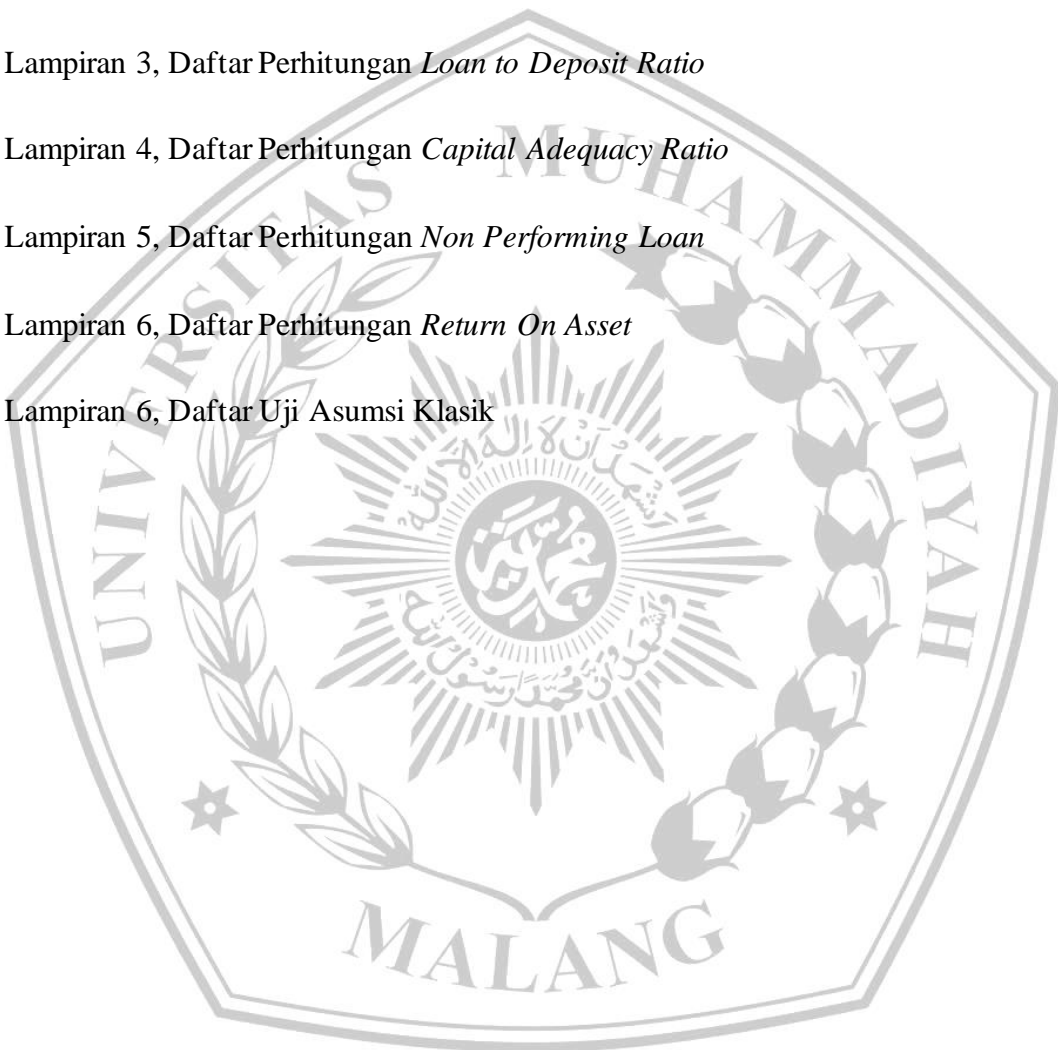 Lampiran 3, Daftar Perhitungan Loan to Deposit Ratio
Lampiran 4, Daftar Perhitungan Capital Adequacy Ratio
Lampiran 5, Daftar Perhitungan Non Performing Loan
Lampiran 6, Daftar Perhitungan Return On Asset
Lampiran 6, Daftar Uji Asumsi Klasik
UNIVERSITAS MUHAMMADIYAH
MALANG